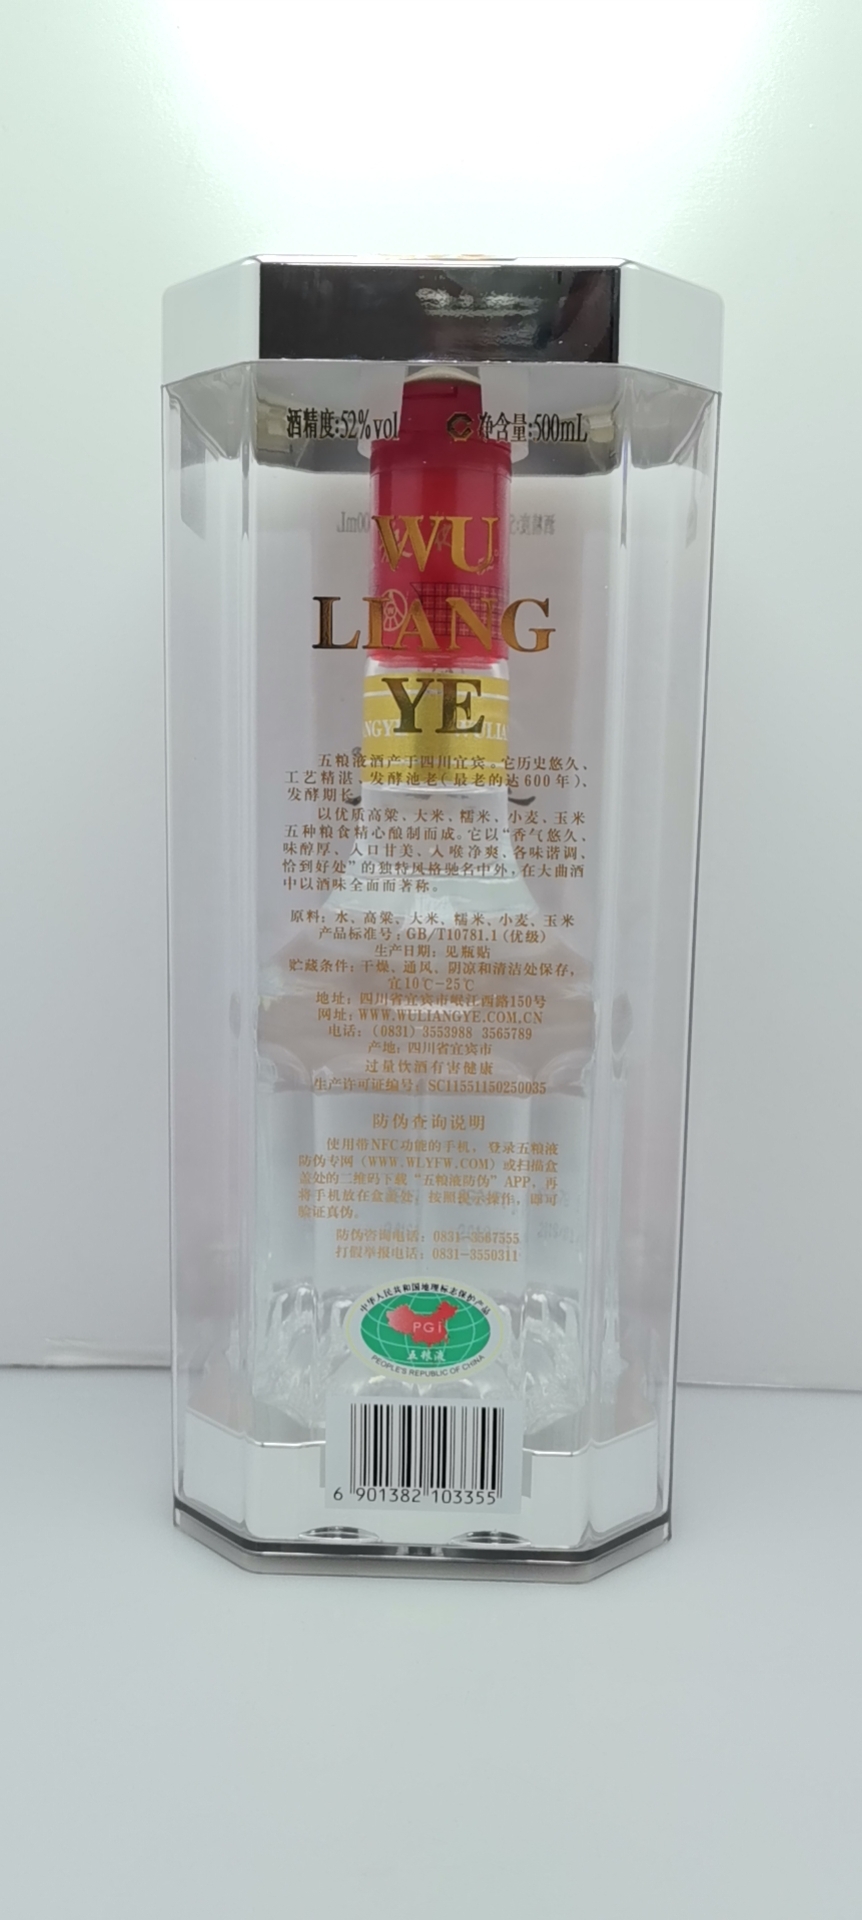 酒精度:52%vol 净含量:500mL
WU
LIANG
YE
五粮液酒产于四川宜宾。它历史悠久、
工艺精湛、发酵池老(最老的达600年)、
发酵期长
以优质高粱、大米、糯米、小麦、玉米
五种粮食精心酿制而成。它以“香气悠久、
味醇厚、入口甘美、入喉净爽、各味谐调、
恰到好处”的独特风格驰名中外,在大曲酒
中以酒味全面而著称。
原料: 水、高粱、大米、糯米、小麦、玉米
产品标准号: GB/T10781.1(优级)
生产日期: 见瓶贴
贮藏条件: 干燥、通风、阴凉和清洁处保存,
宜10℃-25℃
地址: 四川省宜宾市岷江西路150号
网址: WWW.WULIANGYE.COM.CN
电话: (0831) 3553988 3565789
产地: 四川省宜宾市
过量饮酒有害健康
生产许可证编号: SC11551150250035
防伪查询说明
使用带NFC功能的手机, 登录五粮液
防伪专网(WWW.WLYFW.COM)或扫描盒
盖处的二维码下载“五粮液防伪”APP, 再
将手机放在盒盖处, 按照提示操作, 即可
验证真伪。
防伪咨询电话: 0831-3567555
打假举报电话: 0831-3550311
中华人民共和国地理标志保护产品
PGI
五粮液
PEOPLE'S REPUBLIC OF CHINA
6 901382 103355